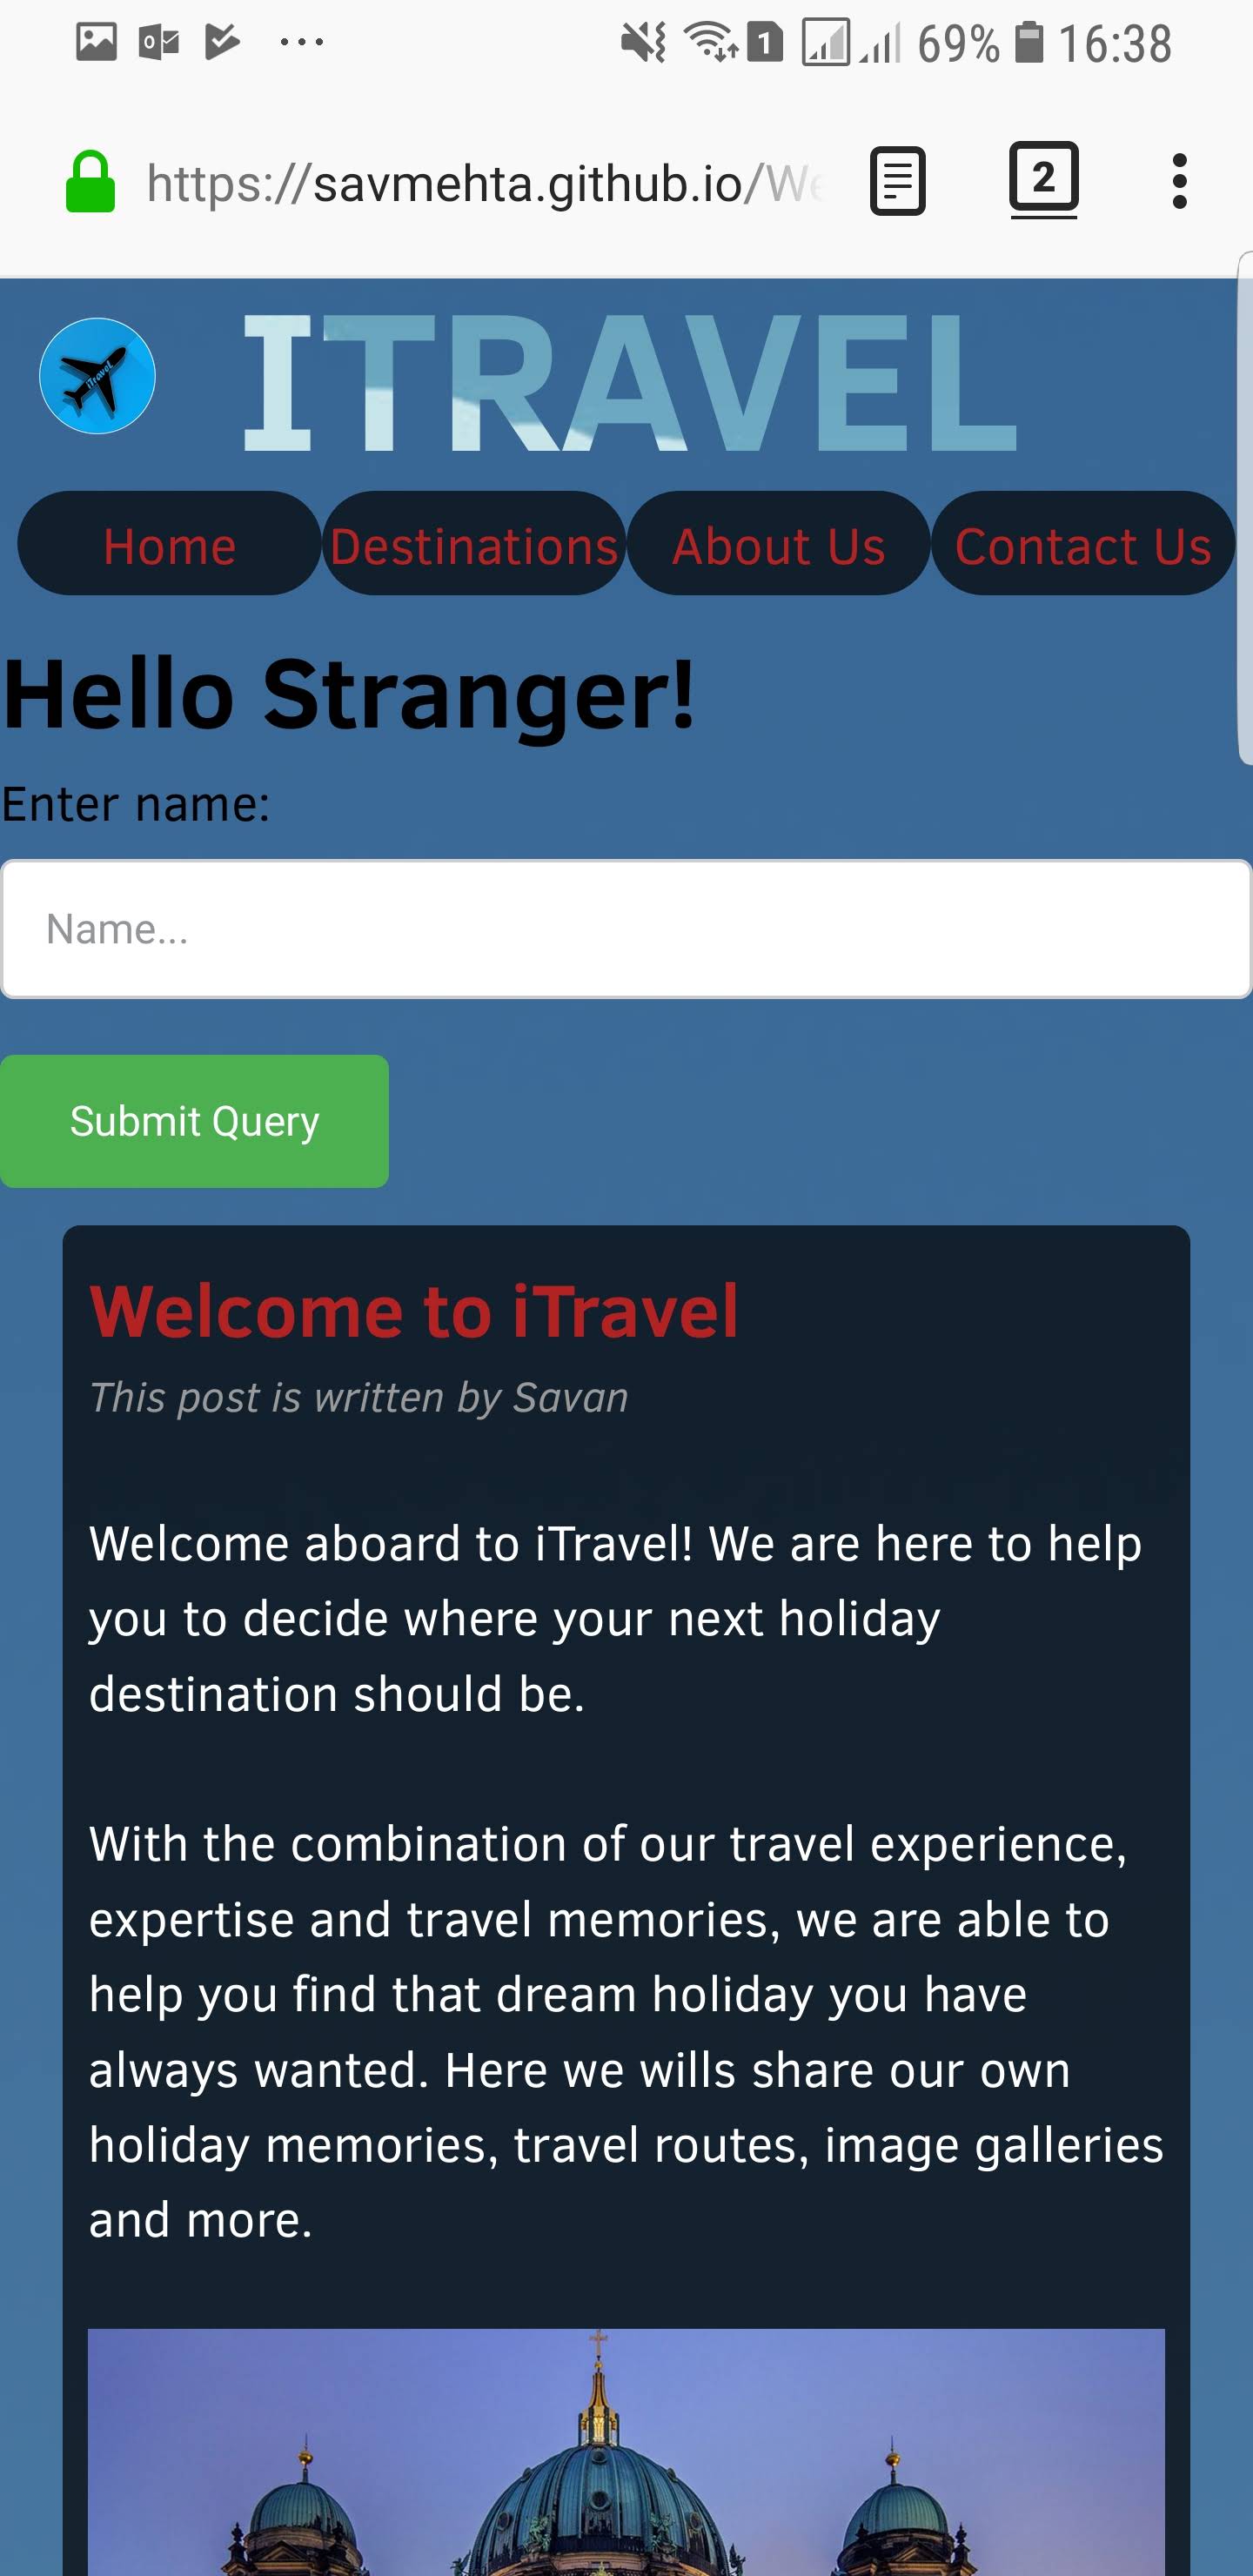 69% 16:38
https://savmehta.github.io/We
2
iTravel
ITRAVEL
Home Destinations About Us Contact Us
Hello Stranger!
Enter name:
Name...
Submit Query
Welcome to iTravel
This post is written by Savan
Welcome aboard to iTravel! We are here to help
you to decide where your next holiday
destination should be.
With the combination of our travel experience,
expertise and travel memories, we are able to
help you find that dream holiday you have
always wanted. Here we wills share our own
holiday memories, travel routes, image galleries
and more.